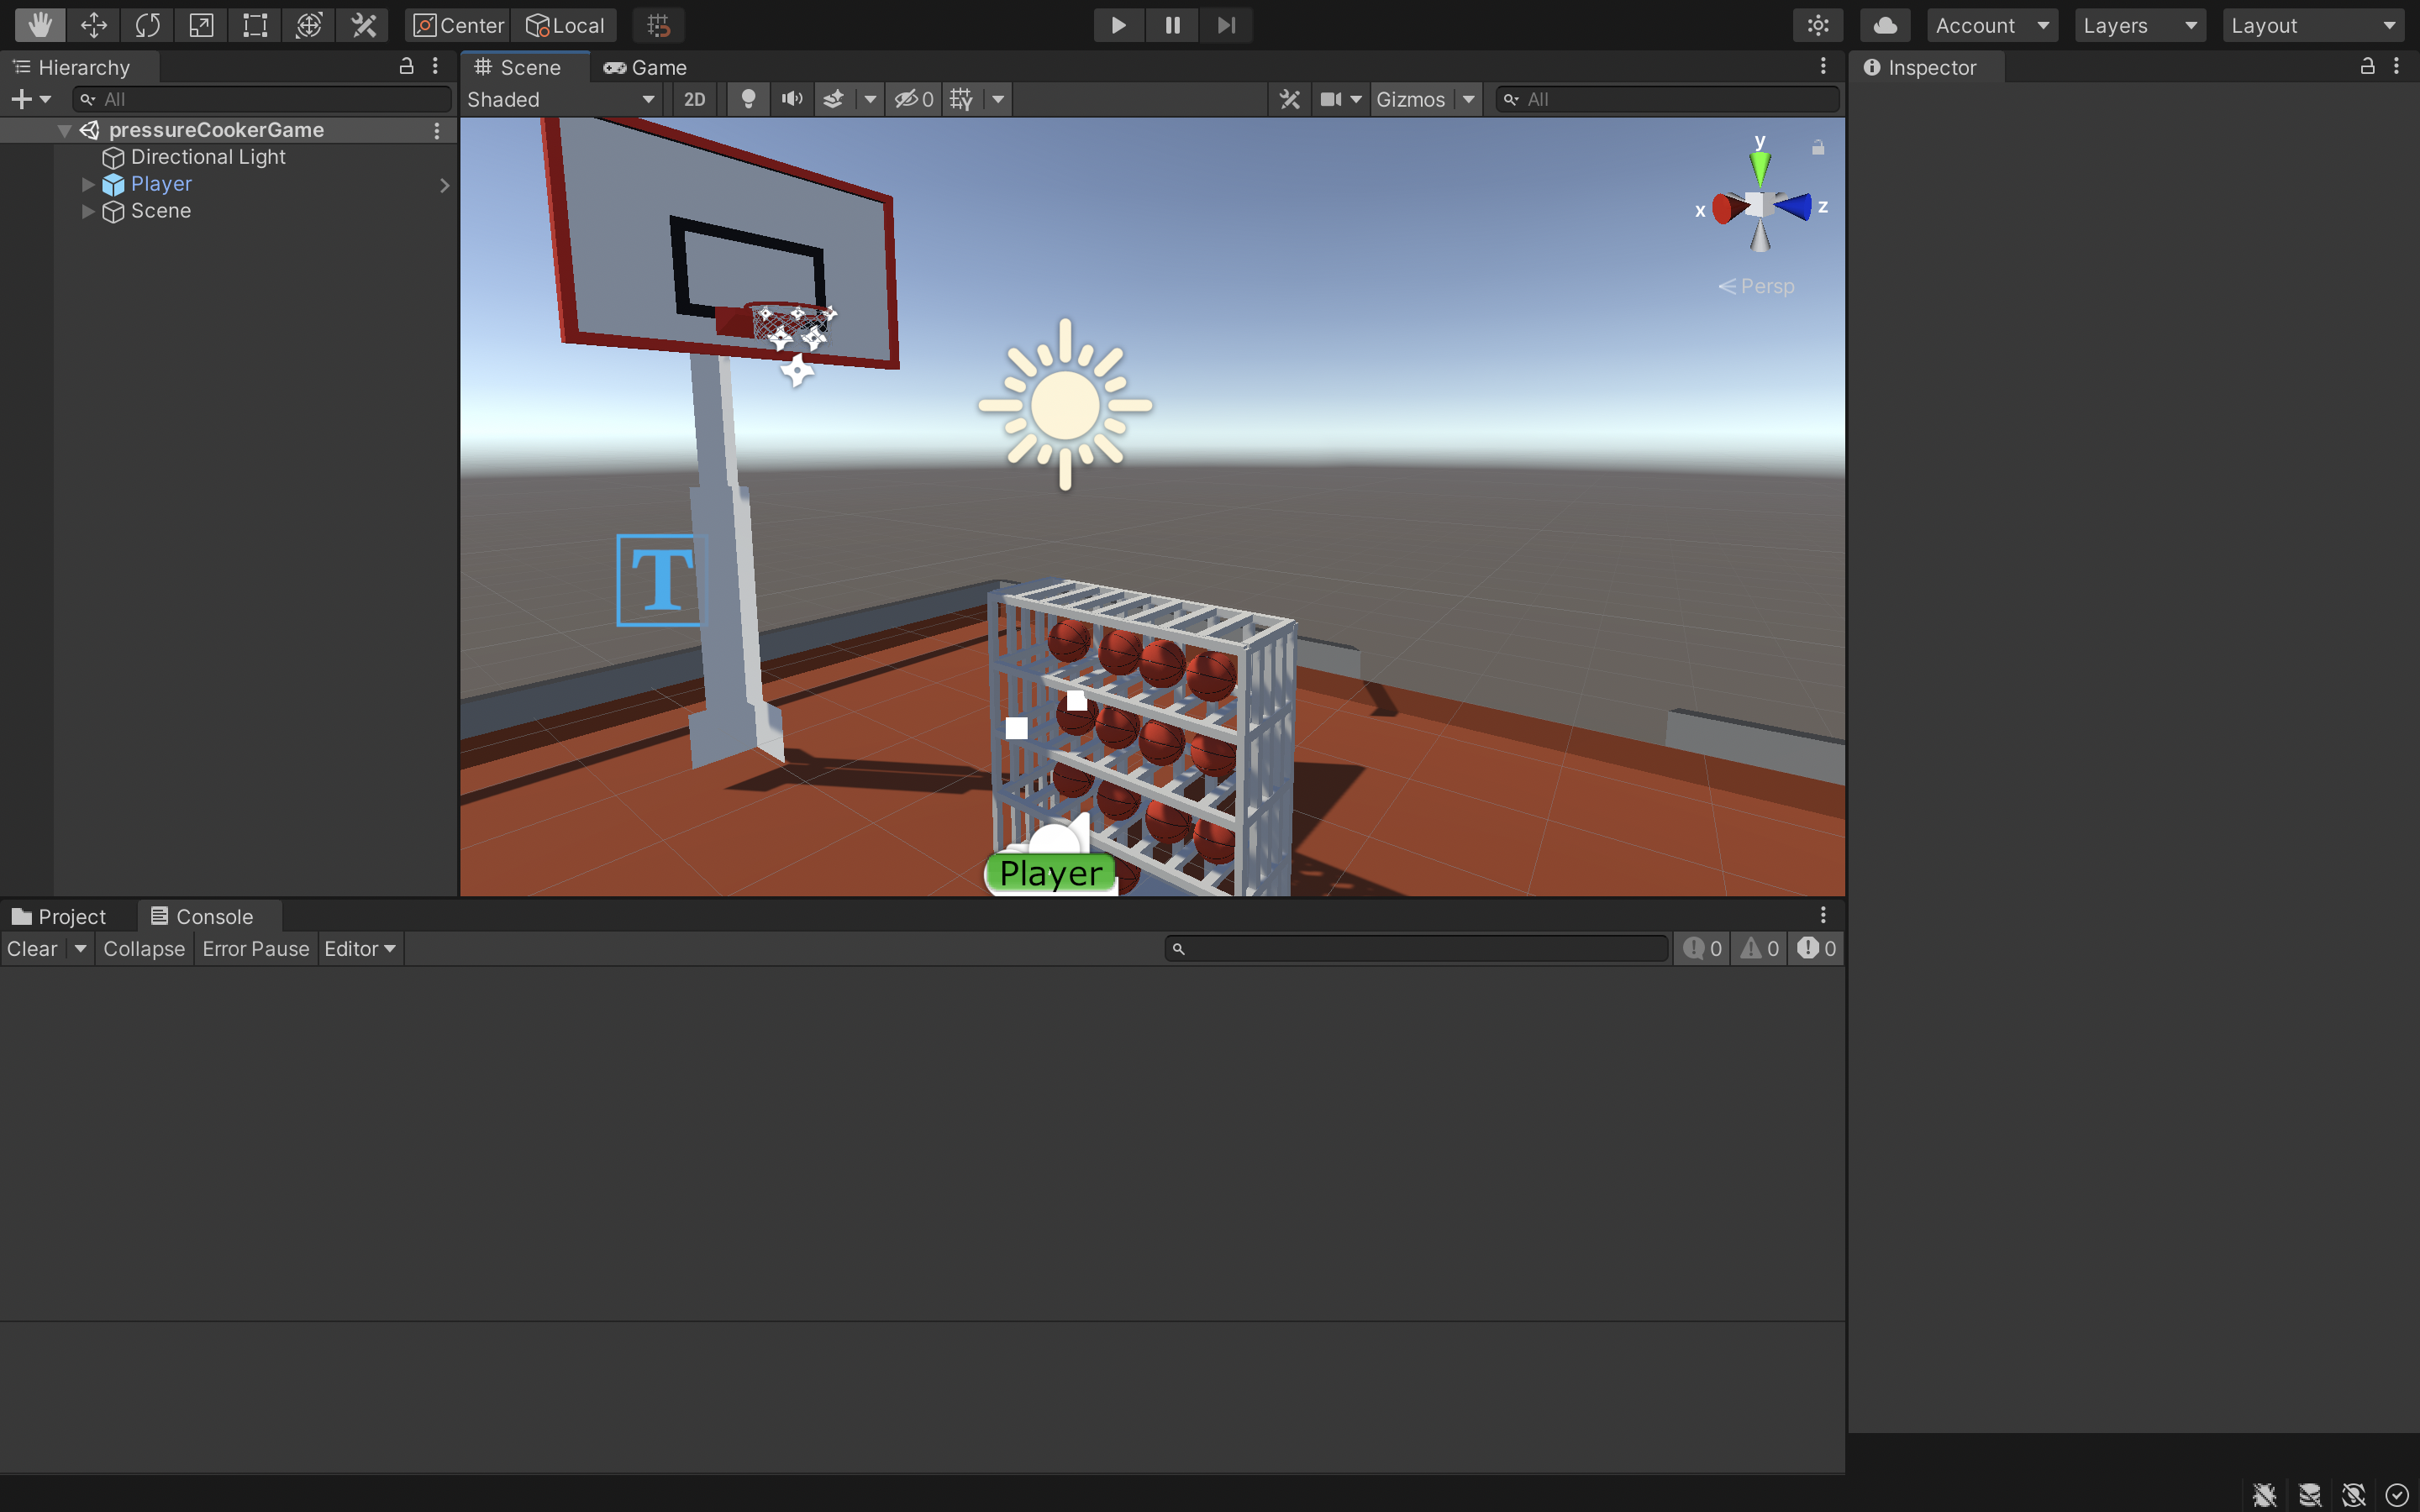 Center
Local
Account
Layers
Layout
Hierarchy
Scene
Game
Inspector
All
Shaded
2D
0
Gizmos
All
pressureCookerGame
Directional Light
Player
Scene
y
x
z
Persp
T
Player
Project
Console
Clear
Collapse
Error Pause
Editor
0
0
0